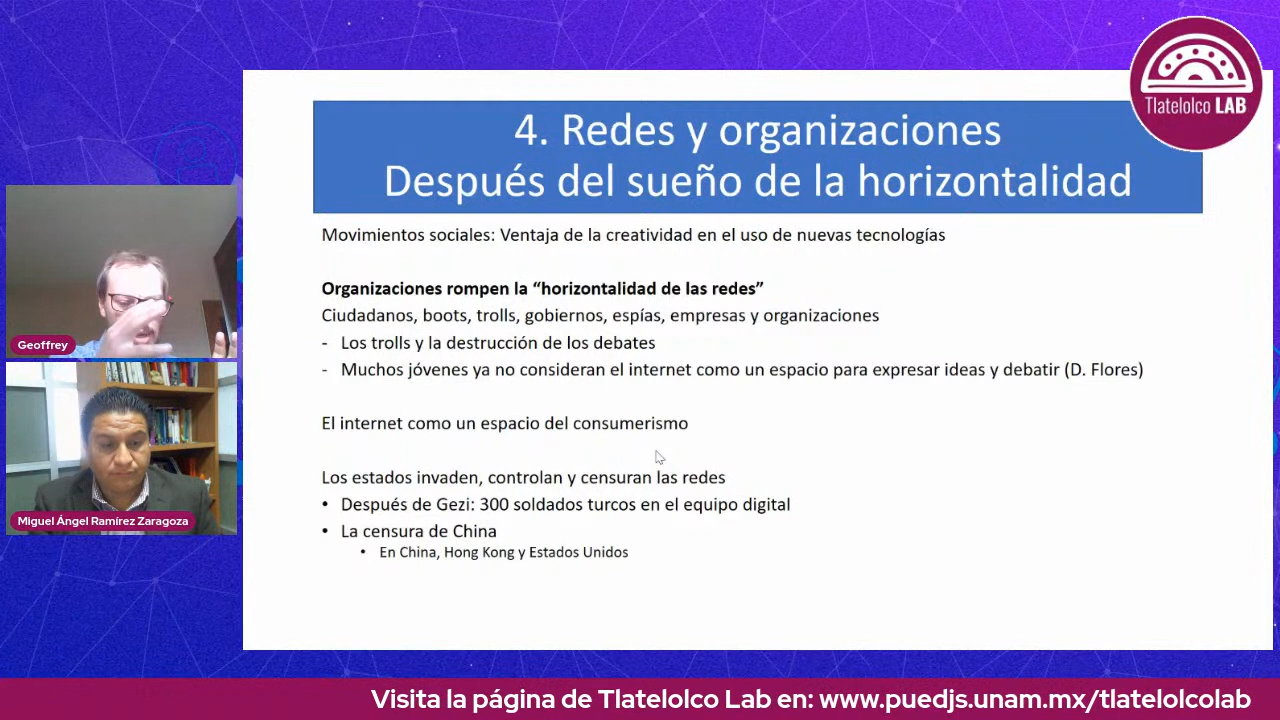 Tlatelolco LAB
4. Redes y organizaciones
Después del sueño de la horizontalidad
Movimientos sociales: Ventaja de la creatividad en el uso de nuevas tecnologías
Organizaciones rompen la “horizontalidad de las redes”
Ciudadanos, boots, trolls, gobiernos, espías, empresas y organizaciones
- Los trolls y la destrucción de los debates
- Muchos jóvenes ya no consideran el internet como un espacio para expresar ideas y debatir (D. Flores)
El internet como un espacio del consumerismo
Los estados invaden, controlan y censuran las redes
• Después de Gezi: 300 soldados turcos en el equipo digital
• La censura de China
• En China, Hong Kong y Estados Unidos
Geoffrey
Miguel Ángel Ramírez Zaragoza
Visita la página de Tlatelolco Lab en: www.puedjs.unam.mx/tlatelolcolab